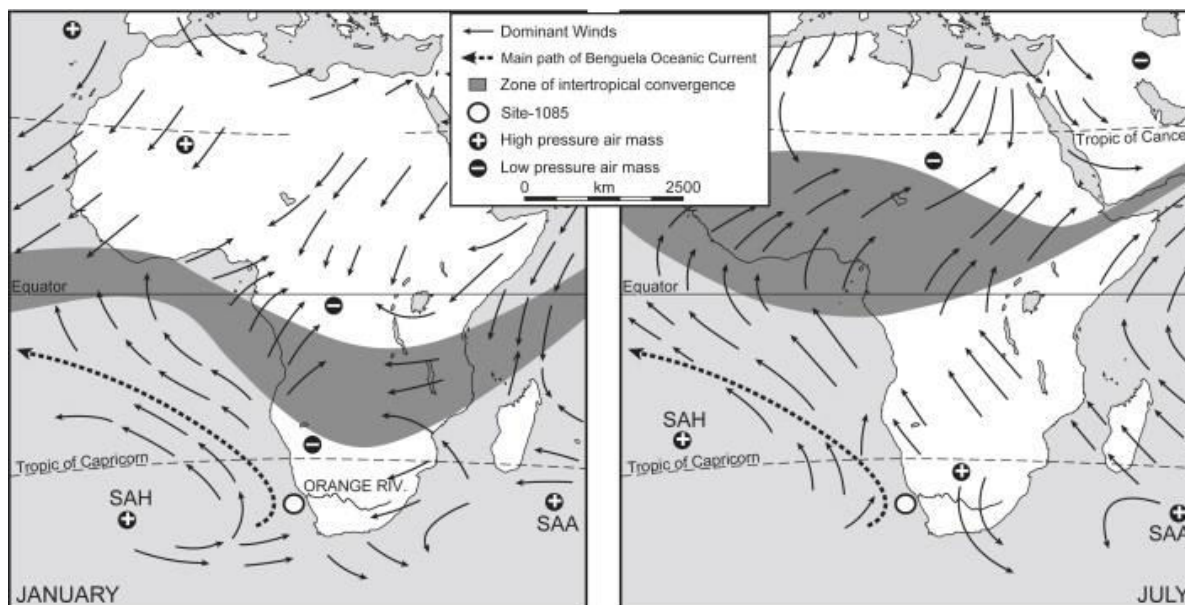 Dominant Winds
Main path of Benguela Oceanic Current
Zone of intertropical convergence
Site-1085
High pressure air mass
Low pressure air mass
0 km 2500
Equator
Tropic of Capricorn
ORANGE RIV.
SAH
SAA
JANUARY
Tropic of Cance
Equator
SAH
Tropic of Capricorn
SAA
JULY